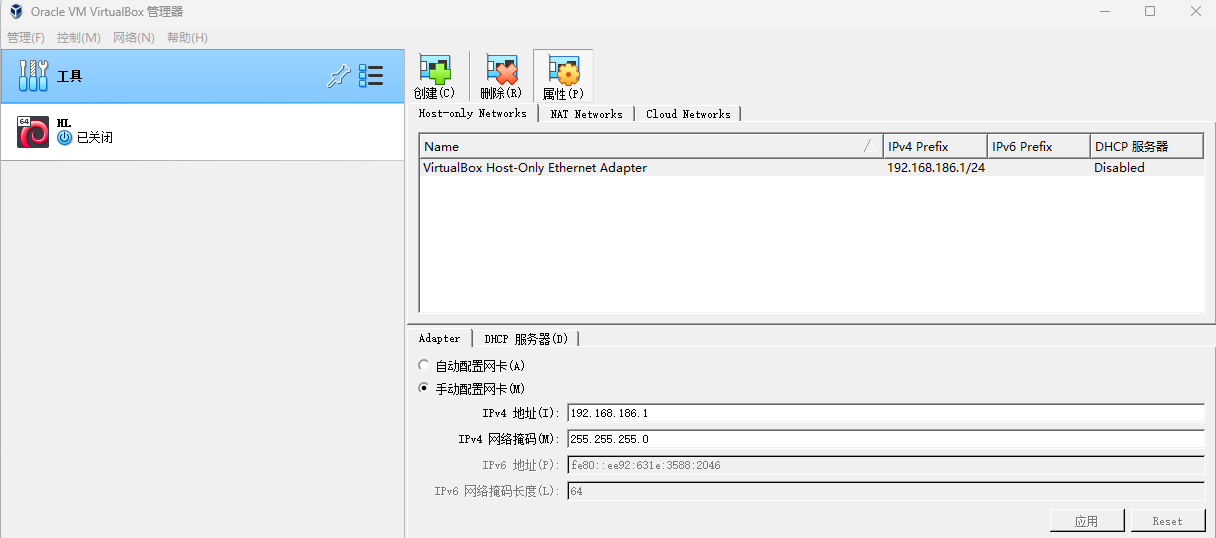 Oracle VM VirtualBox 管理器
管理(F) 控制(M) 网络(N) 帮助(H)
工具
64
HL
已关闭
创建(C) 删除(R) 属性(P)
Host-only Networks NAT Networks Cloud Networks
Name IPv4 Prefix IPv6 Prefix DHCP 服务器
VirtualBox Host-Only Ethernet Adapter 192.168.186.1/24 Disabled
Adapter DHCP 服务器(D)
自动配置网卡(A)
手动配置网卡(M)
IPv4 地址(I): 192.168.186.1
IPv4 网络掩码(M): 255.255.255.0
IPv6 地址(P): fe80::ee92:631e:3588:2046
IPv6 网络掩码长度(L): 64
应用 Reset